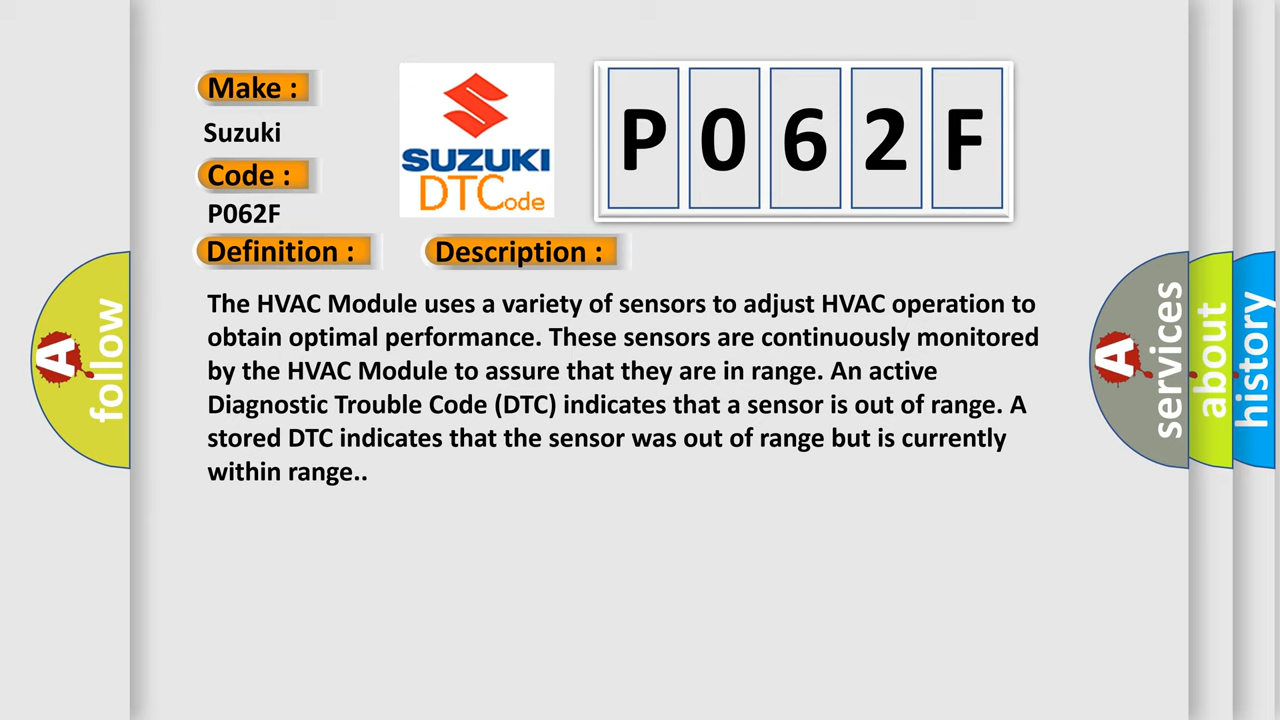 Make :
Suzuki
Code :
P062F
Definition :
Description :
SUZUKI
DTCode
P062F
The HVAC Module uses a variety of sensors to adjust HVAC operation to
obtain optimal performance. These sensors are continuously monitored
by the HVAC Module to assure that they are in range. An active
Diagnostic Trouble Code (DTC) indicates that a sensor is out of range. A
stored DTC indicates that the sensor was out of range but is currently
within range..
A
follow
A
services
about
history